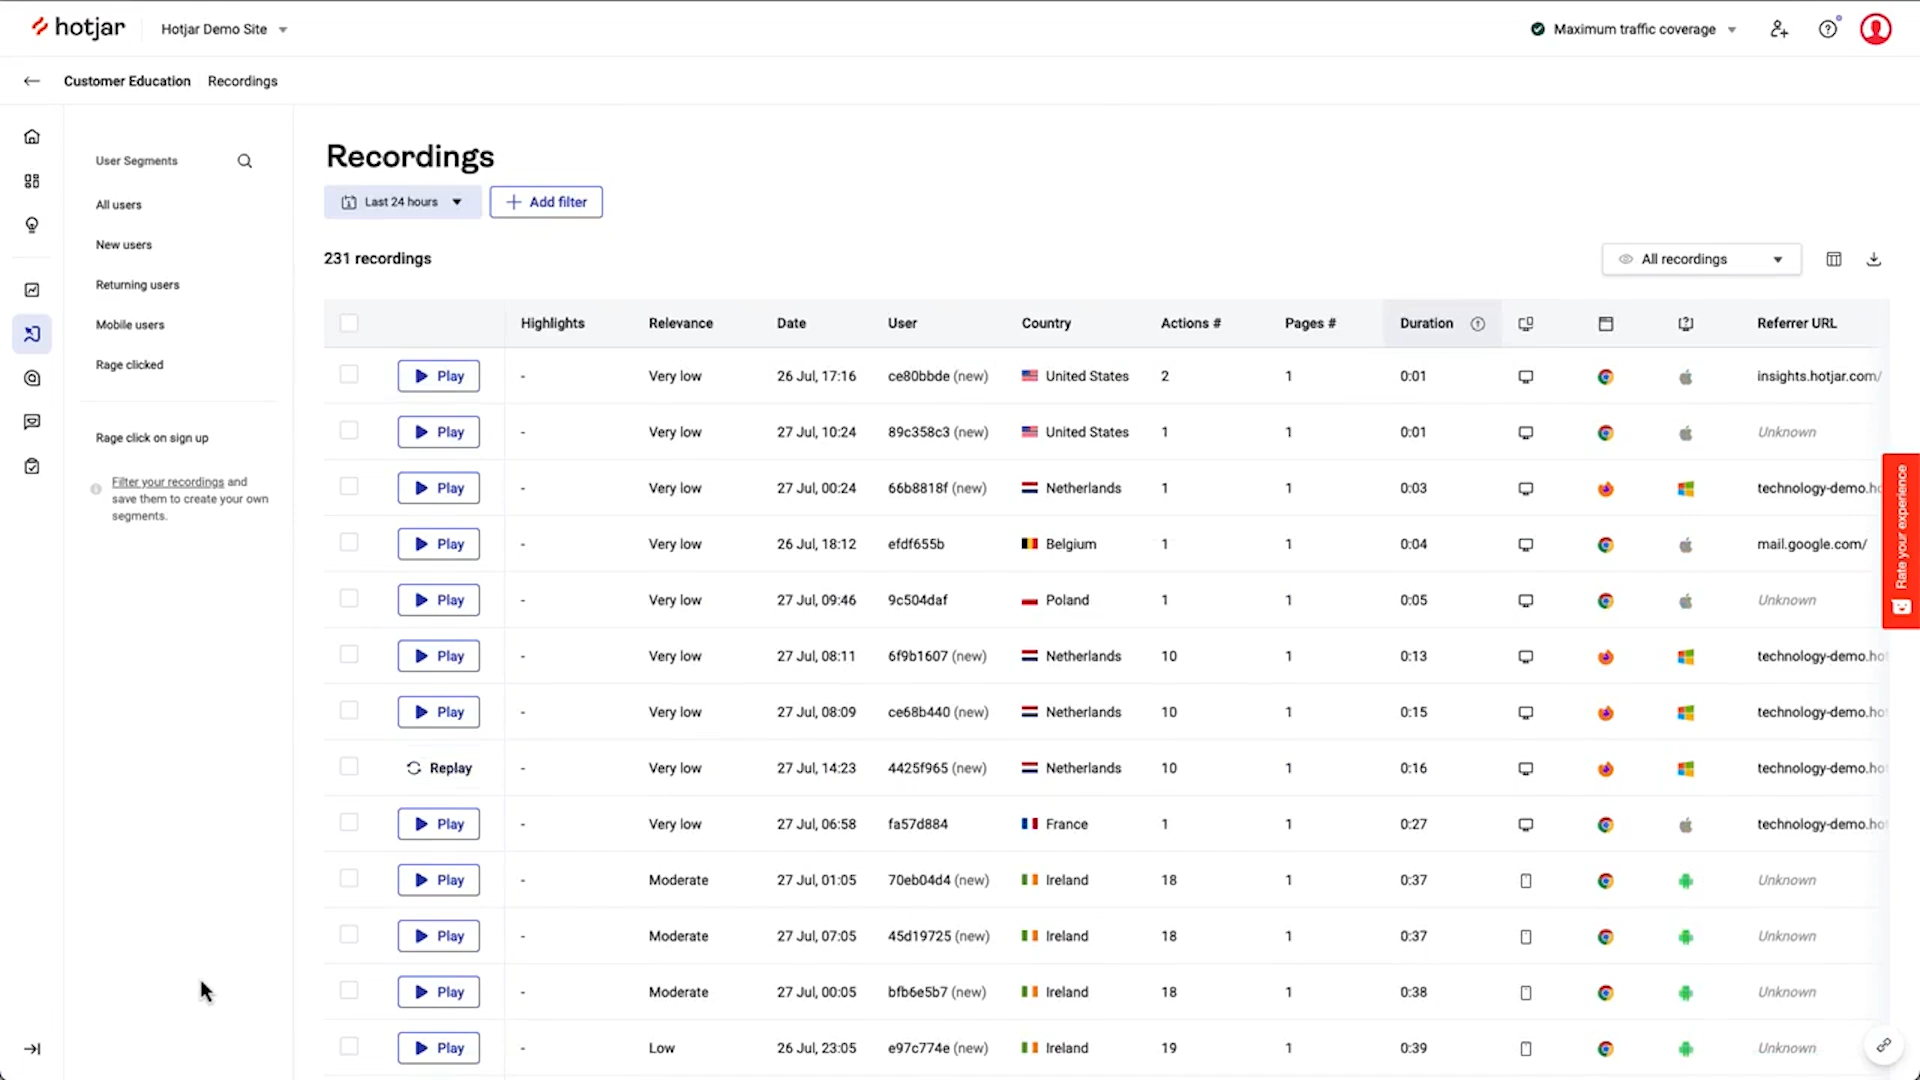 hotjar Hotjar Demo Site Maximum traffic coverage
Customer Education Recordings
User Segments
All users
New users
Returning users
Mobile users
Rage clicked
Rage click on sign up
Filter your recordings and
save them to create your own
segments.
Recordings
Last 24 hours Add filter
231 recordings All recordings
Highlights Relevance Date User Country Actions # Pages # Duration Referrer URL
Play - Very low 26 Jul, 17:16 ce80bbde (new) United States 2 1 0:01 insights.hotjar.com/
Play - Very low 27 Jul, 10:24 89c358c3 (new) United States 1 1 0:01 Unknown
Play - Very low 27 Jul, 00:24 66b8818f (new) Netherlands 1 1 0:03 technology-demo.ho
Play - Very low 26 Jul, 18:12 efdf655b Belgium 1 1 0:04 mail.google.com/
Play - Very low 27 Jul, 09:46 9c504daf Poland 1 1 0:05 Unknown
Play - Very low 27 Jul, 08:11 6f9b1607 (new) Netherlands 10 1 0:13 technology-demo.hot
Play - Very low 27 Jul, 08:09 ce68b440 (new) Netherlands 10 1 0:15 technology-demo.hot
Replay - Very low 27 Jul, 14:23 4425f965 (new) Netherlands 10 1 0:16 technology-demo.hot
Play - Very low 27 Jul, 06:58 fa57d884 France 1 1 0:27 technology-demo.hot
Play - Moderate 27 Jul, 01:05 70eb04d4 (new) Ireland 18 1 0:37 Unknown
Play - Moderate 27 Jul, 07:05 45d19725 (new) Ireland 18 1 0:37 Unknown
Play - Moderate 27 Jul, 00:05 bfb6e5b7 (new) Ireland 18 1 0:38 Unknown
Play - Low 26 Jul, 23:05 e97c774e (new) Ireland 19 1 0:39 Unknown
Rate your experience